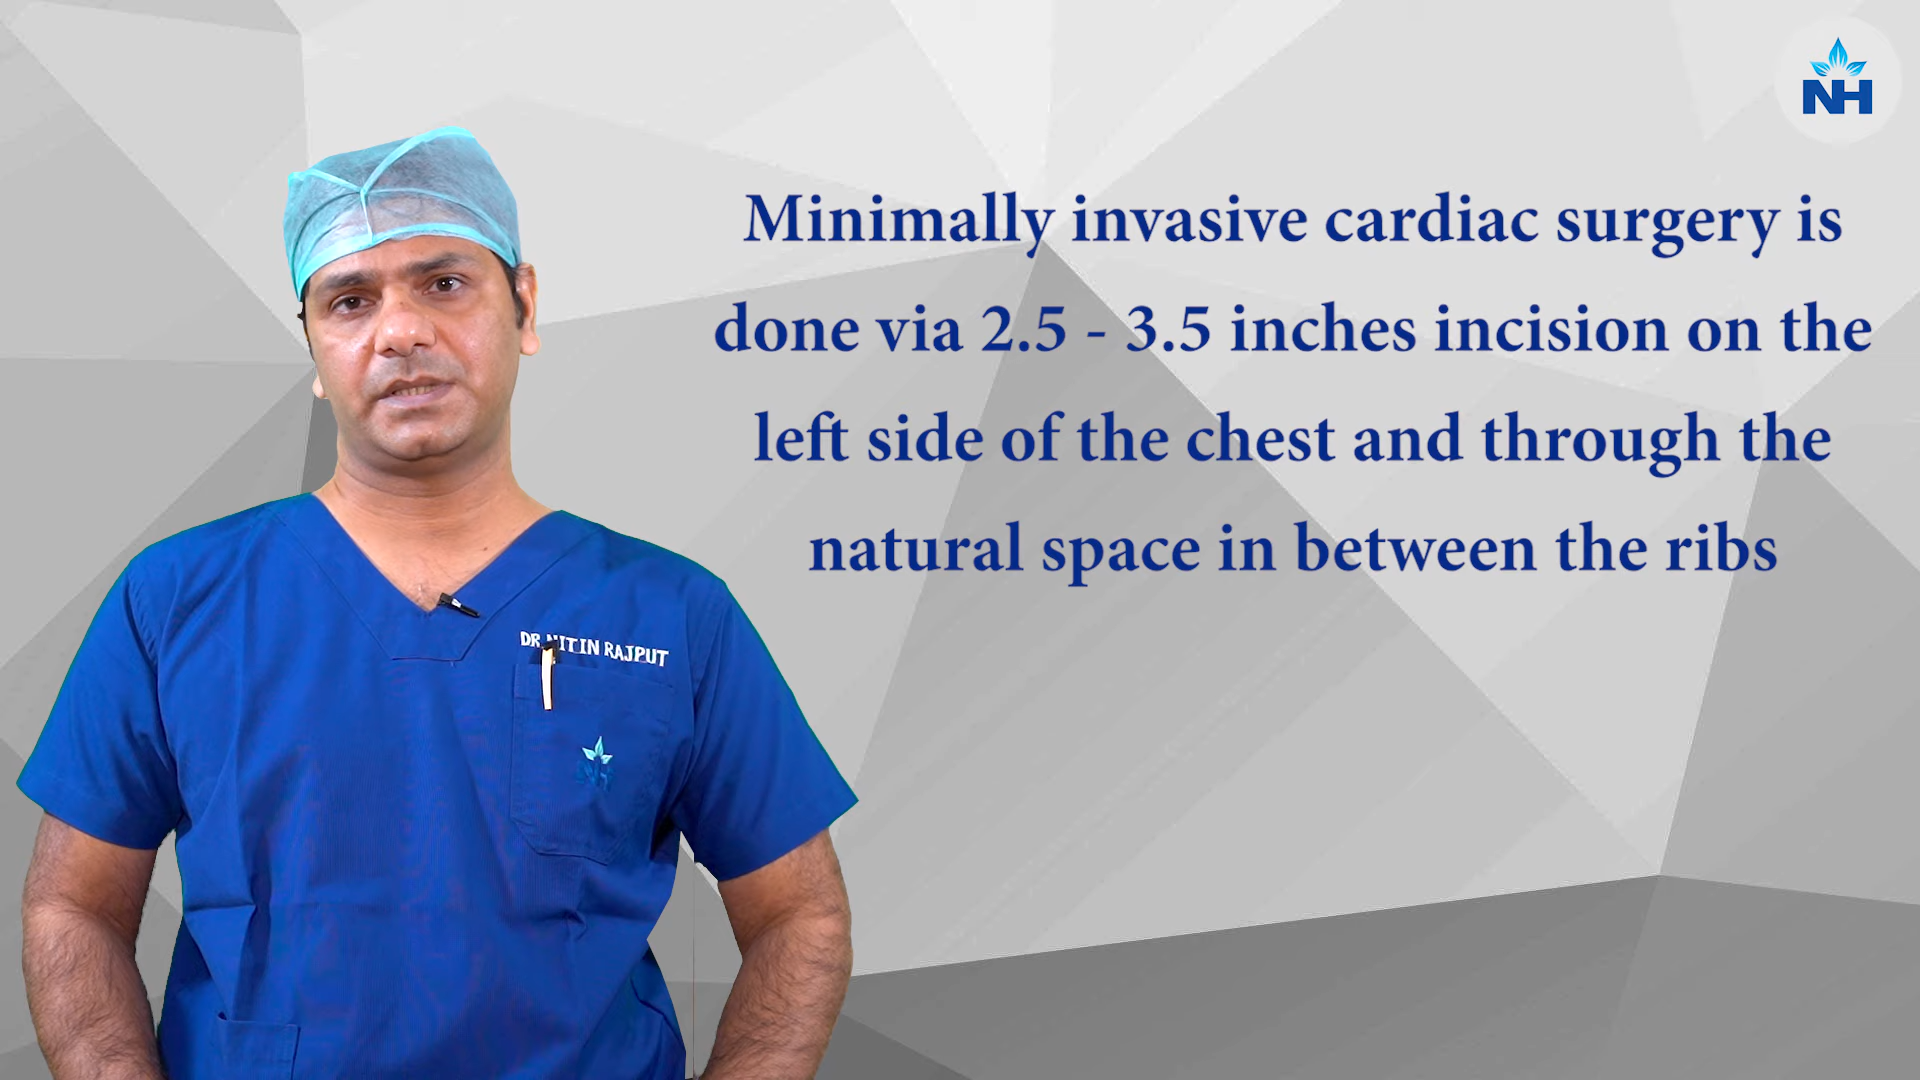 NH
Minimally invasive cardiac surgery is
done via 2.5 - 3.5 inches incision on the
left side of the chest and through the
natural space in between the ribs
DR NITIN RAJPUT
NH